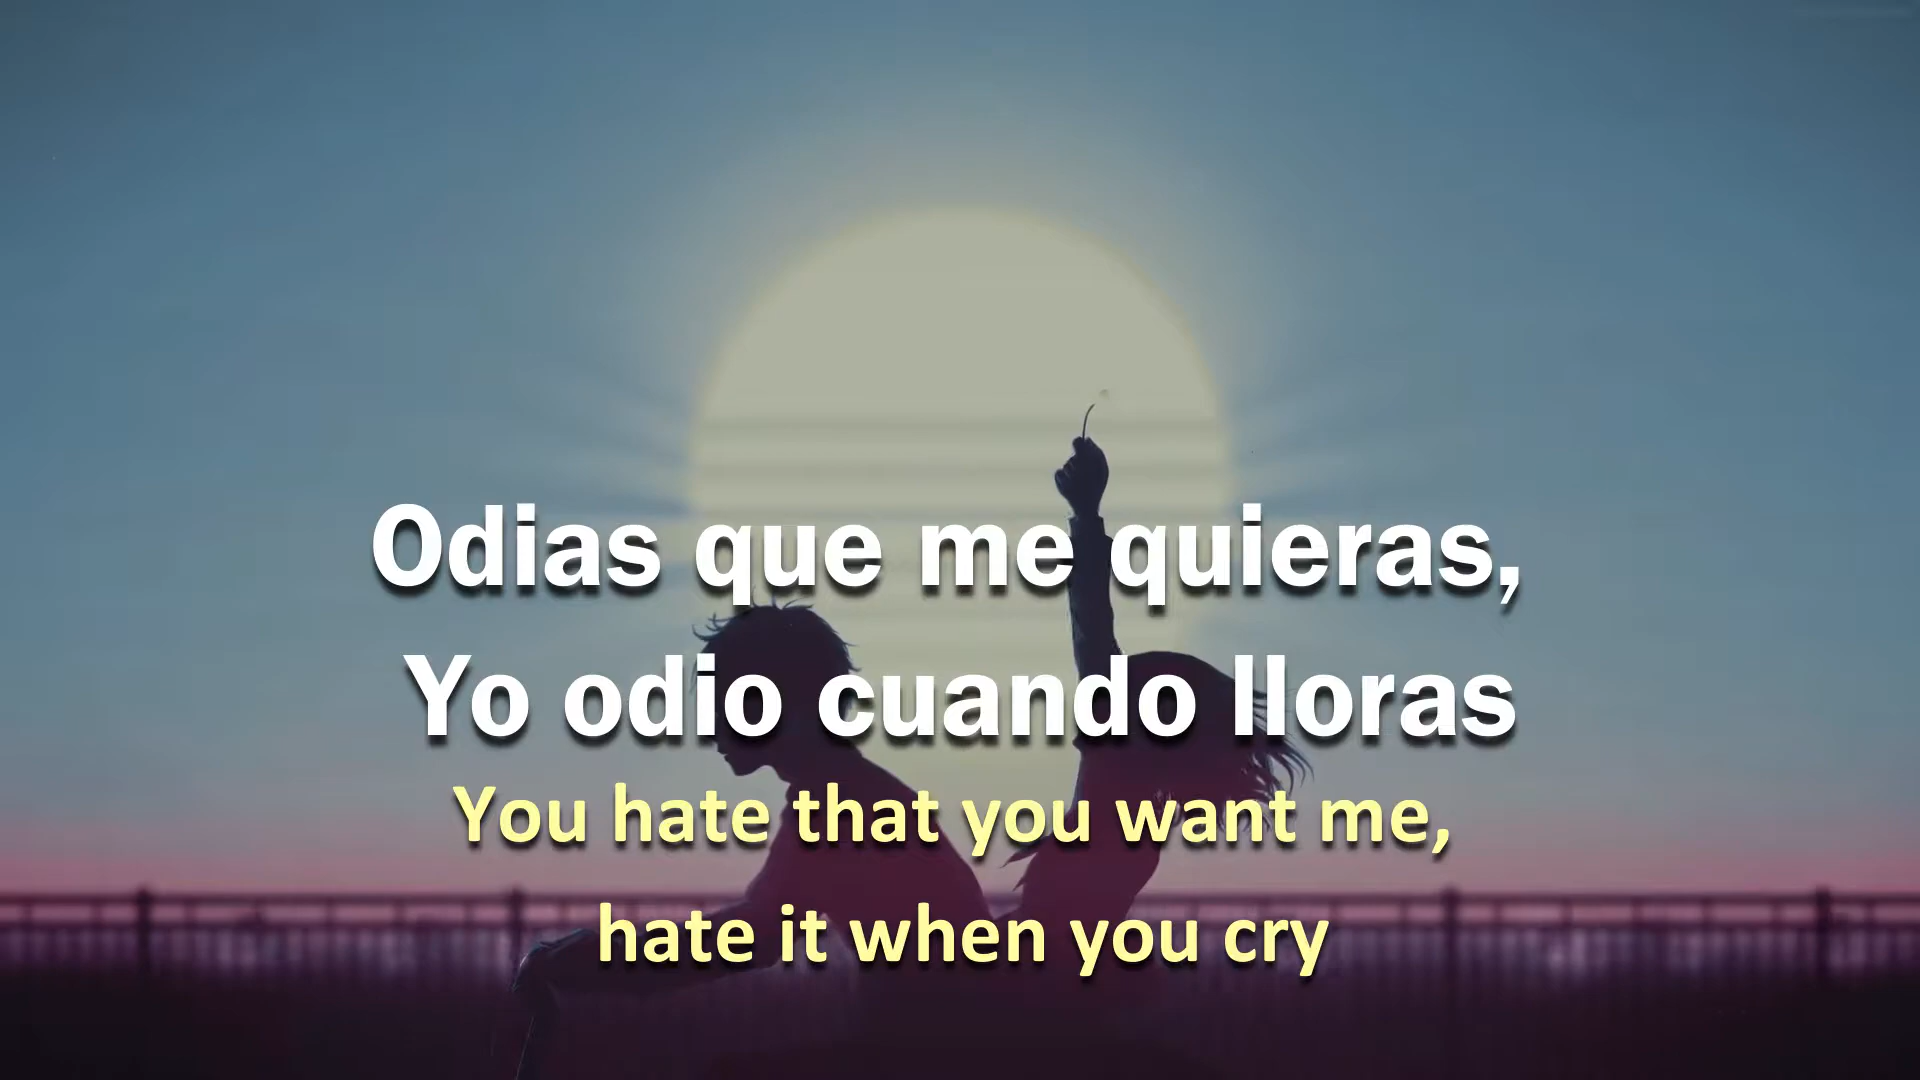 Odias que me quieras,
Yo odio cuando lloras
You hate that you want me,
hate it when you cry